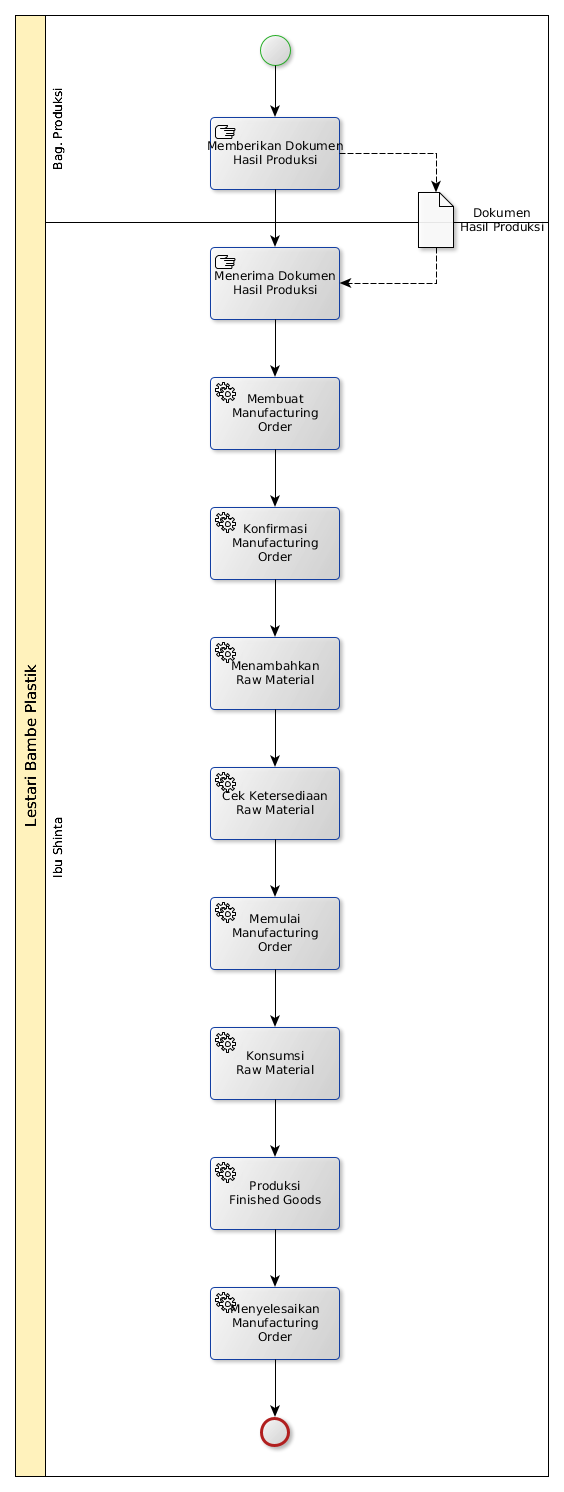 Lestari Bambe Plastik
Bag. Produksi
Memberikan Dokumen
Hasil Produksi
Dokumen
Hasil Produksi
Ibu Shinta
Menerima Dokumen
Hasil Produksi
Membuat
Manufacturing
Order
Konfirmasi
Manufacturing
Order
Menambahkan
Raw Material
Cek Ketersediaan
Raw Material
Memulai
Manufacturing
Order
Konsumsi
Raw Material
Produksi
Finished Goods
Menyelesaikan
Manufacturing
Order